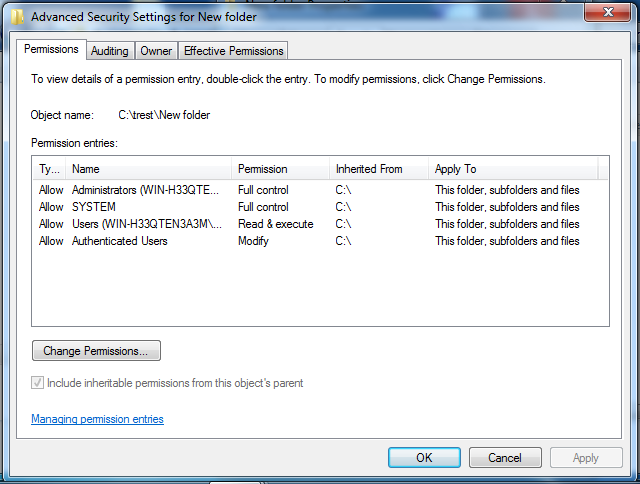 Advanced Security Settings for New folder
Permissions Auditing Owner Effective Permissions
To view details of a permission entry, double-click the entry. To modify permissions, click Change Permissions.
Object name: C:\trest\New folder
Permission entries:
Ty... Name Permission Inherited From Apply To
Allow Administrators (WIN-H33QTE... Full control C:\ This folder, subfolders and files
Allow SYSTEM Full control C:\ This folder, subfolders and files
Allow Users (WIN-H33QTEN3A3M\... Read & execute C:\ This folder, subfolders and files
Allow Authenticated Users Modify C:\ This folder, subfolders and files
Change Permissions...
Include inheritable permissions from this object's parent
Managing permission entries
OK Cancel Apply